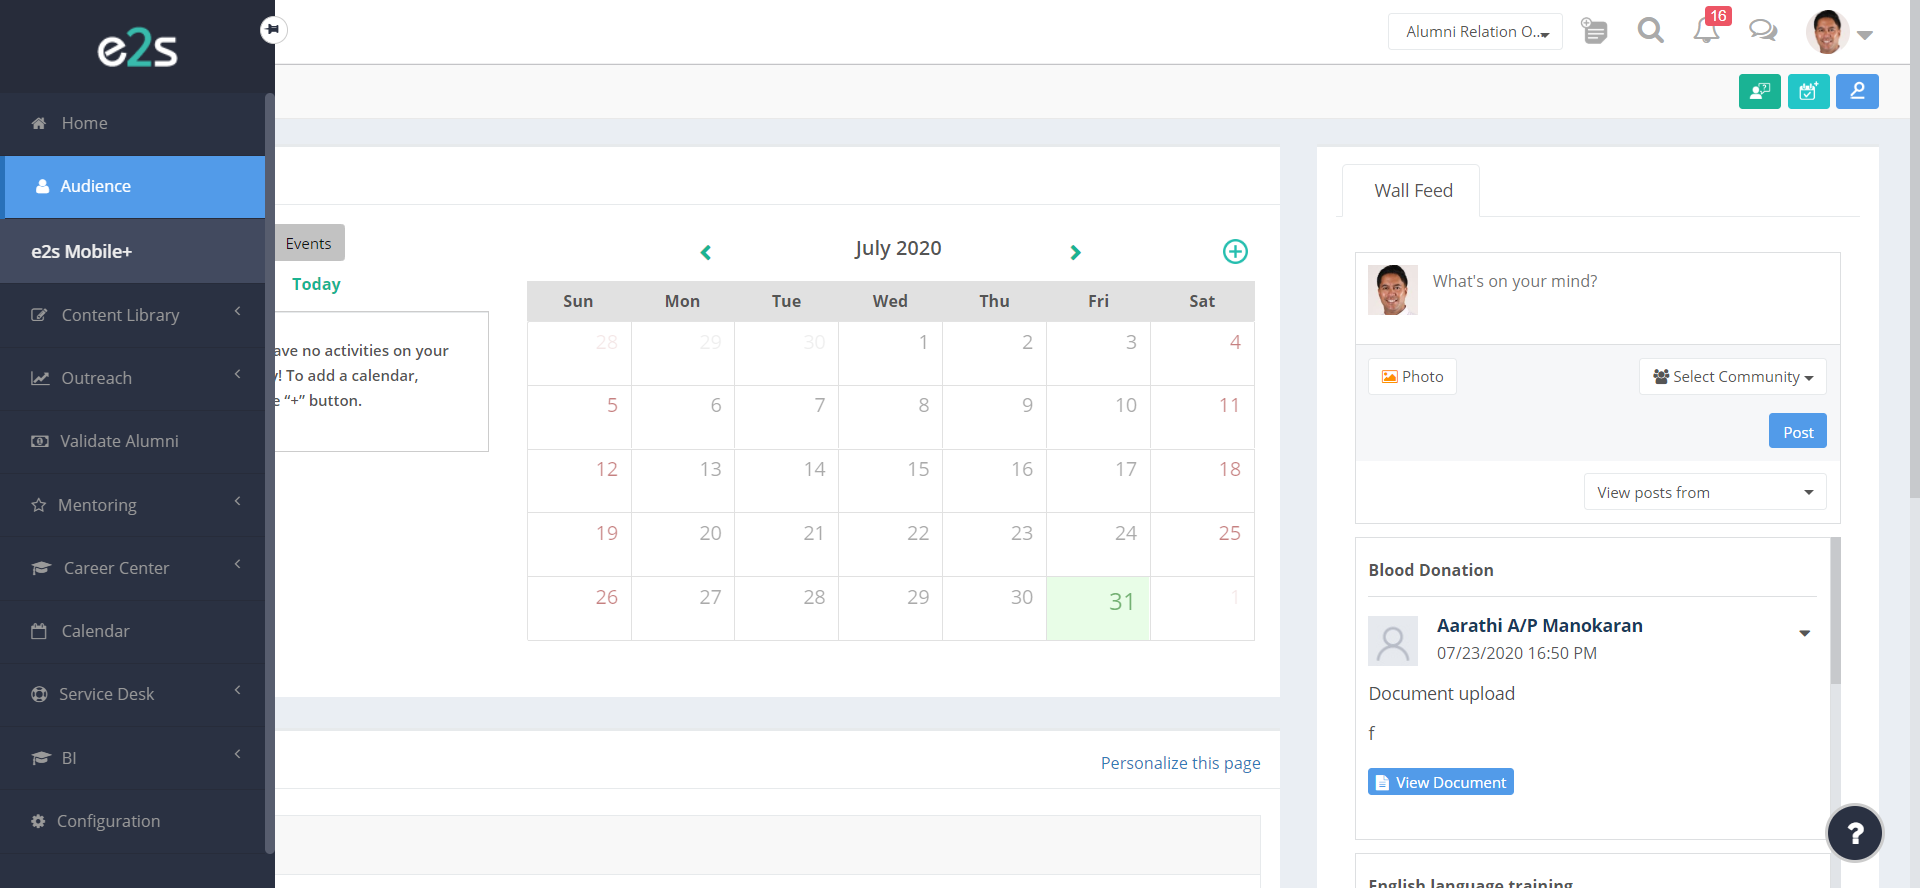 e2s
Home
Audience
e2s Mobile+
Content Library
Outreach
Validate Alumni
Mentoring
Career Center
Calendar
Service Desk
BI
Configuration
Alumni Relation O...
16
Events
Today
ave no activities on your
! To add a calendar,
e “+” button.
July 2020
Sun Mon Tue Wed Thu Fri Sat
28 29 30 1 2 3 4
5 6 7 8 9 10 11
12 13 14 15 16 17 18
19 20 21 22 23 24 25
26 27 28 29 30 31 1
Personalize this page
Wall Feed
What's on your mind?
Photo
Select Community
Post
View posts from
Blood Donation
Aarathi A/P Manokaran
07/23/2020 16:50 PM
Document upload
f
View Document
?
English language training